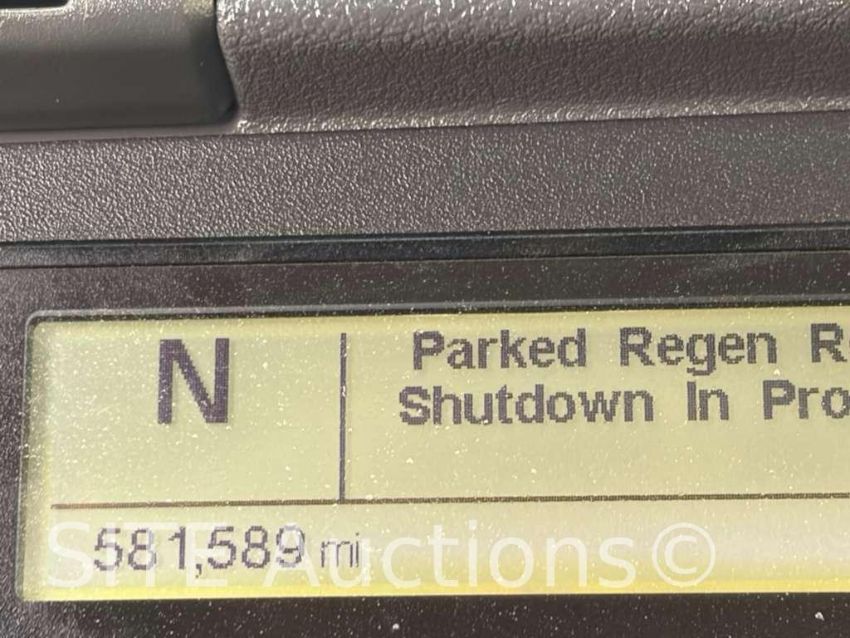 N
Parked Regen
Shutdown In
581,589 mi
SITE Auctions©